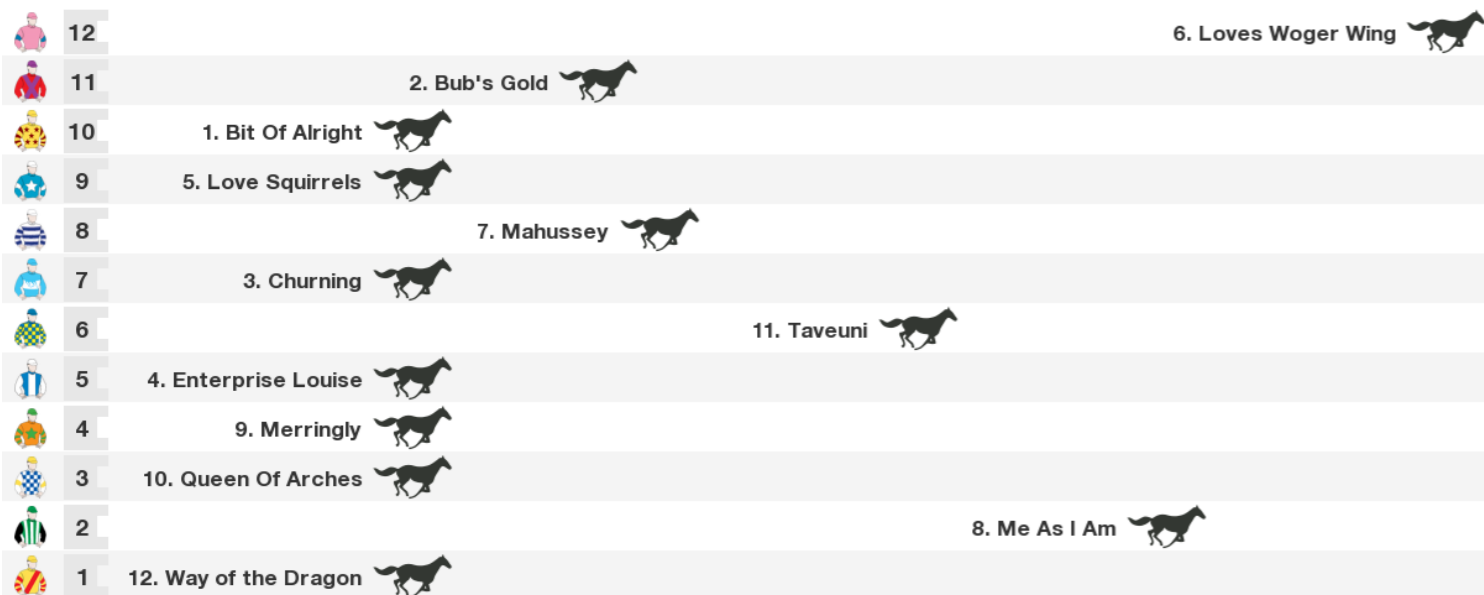 12 6. Loves Woger Wing
11 2. Bub's Gold
10 1. Bit Of Alright
9 5. Love Squirrels
8 7. Mahussey
7 3. Churning
6 11. Taveuni
5 4. Enterprise Louise
4 9. Merringly
3 10. Queen Of Arches
2 8. Me As I Am
1 12. Way of the Dragon